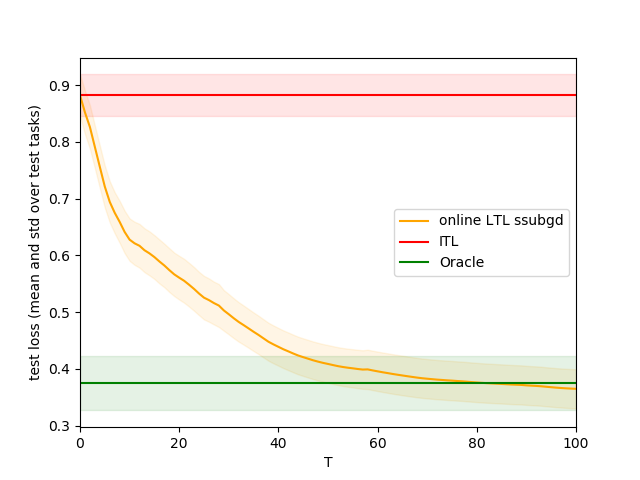 test loss (mean and std over test tasks)
0.9
0.8
0.7
0.6
0.5
0.4
0.3
online LTL ssubgd
ITL
Oracle
0 20 40 60 80 100
T